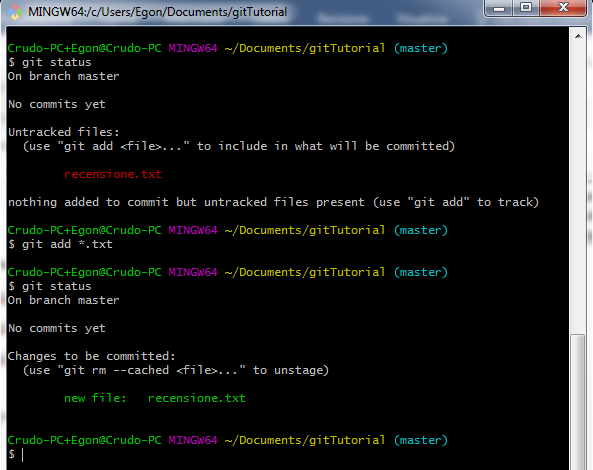 MINGW64:/c/Users/Egon/Documents/gitTutorial
Crudo-PC+Egon@Crudo-PC MINGW64 ~/Documents/gitTutorial (master)
$ git status
On branch master
No commits yet
Untracked files:
(use "git add <file>..." to include in what will be committed)
recensione.txt
nothing added to commit but untracked files present (use "git add" to track)
Crudo-PC+Egon@Crudo-PC MINGW64 ~/Documents/gitTutorial (master)
$ git add *.txt
Crudo-PC+Egon@Crudo-PC MINGW64 ~/Documents/gitTutorial (master)
$ git status
On branch master
No commits yet
Changes to be committed:
(use "git rm --cached <file>..." to unstage)
new file:   recensione.txt
Crudo-PC+Egon@Crudo-PC MINGW64 ~/Documents/gitTutorial (master)
$